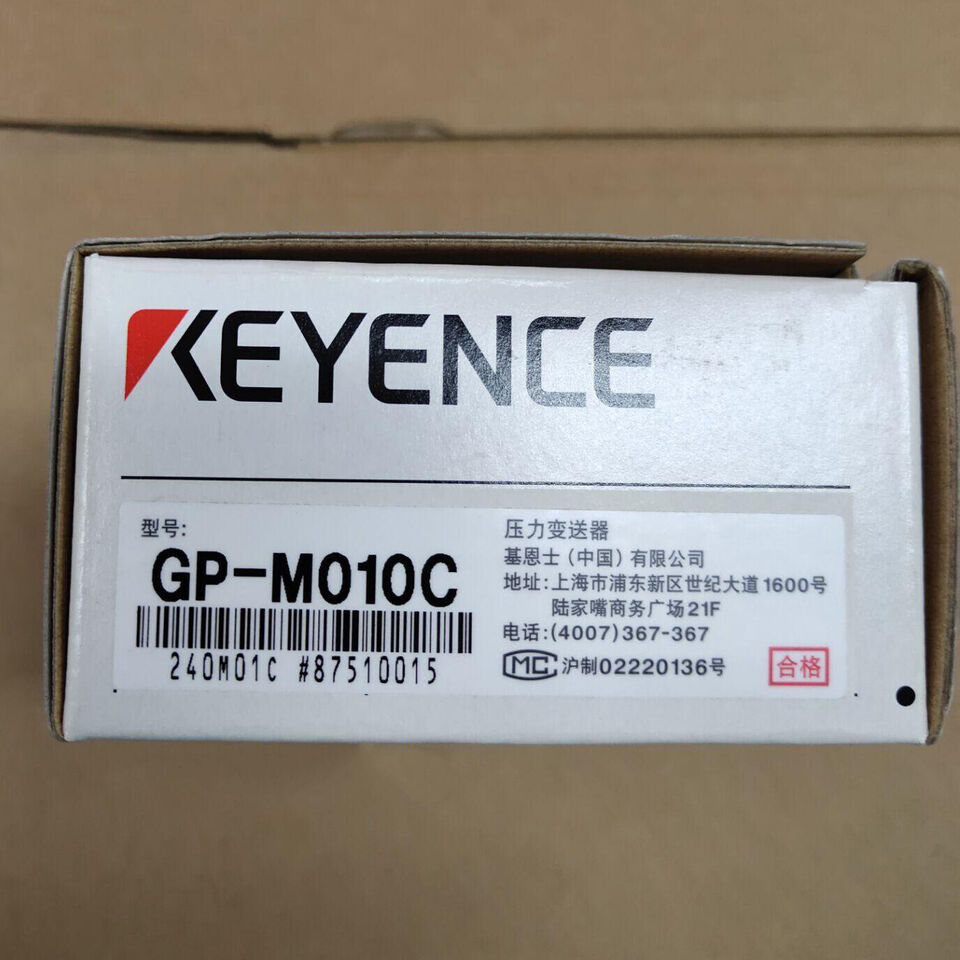 KEYENCE
型号:
GP-M010C
240M01C #87510015
压力变送器
基恩士(中国)有限公司
地址:上海市浦东新区世纪大道1600号
陆家嘴商务广场21F
电话:(4007)367-367
MC 沪制02220136号
合格